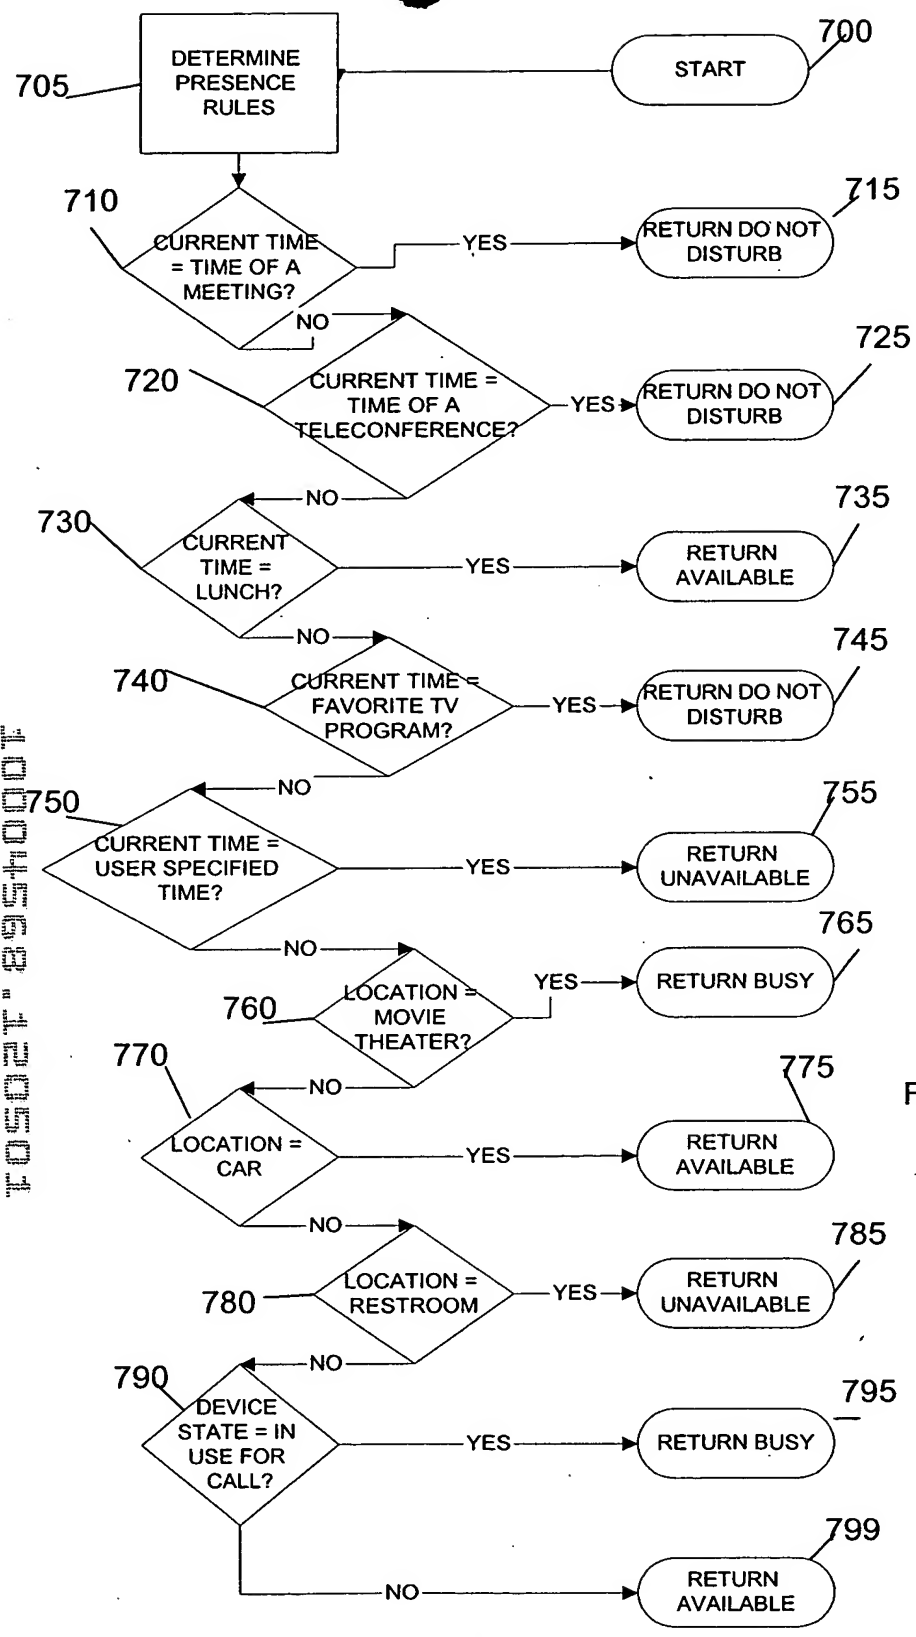 700
START
705
DETERMINE
PRESENCE
RULES
710
CURRENT TIME
= TIME OF A
MEETING?
YES
715
RETURN DO NOT
DISTURB
NO
720
CURRENT TIME =
TIME OF A
TELECONFERENCE?
YES
725
RETURN DO NOT
DISTURB
NO
730
CURRENT
TIME =
LUNCH?
YES
735
RETURN
AVAILABLE
NO
740
CURRENT TIME =
FAVORITE TV
PROGRAM?
YES
745
RETURN DO NOT
DISTURB
NO
750
CURRENT TIME =
USER SPECIFIED
TIME?
YES
755
RETURN
UNAVAILABLE
NO
760
LOCATION =
MOVIE
THEATER?
YES
765
RETURN BUSY
NO
770
LOCATION =
CAR
YES
775
RETURN
AVAILABLE
F
NO
780
LOCATION =
RESTROOM
YES
785
RETURN
UNAVAILABLE
NO
790
DEVICE
STATE = IN
USE FOR
CALL?
YES
795
RETURN BUSY
NO
799
RETURN
AVAILABLE